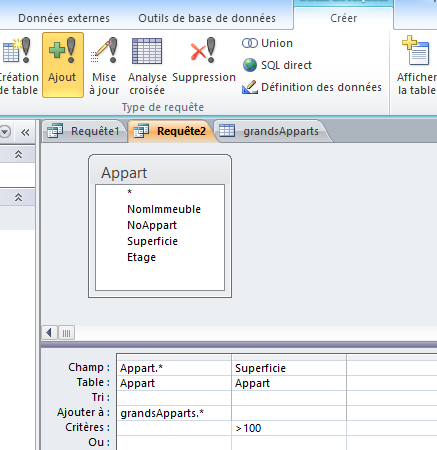 Données externes Outils de base de données Créer
Création de table
Ajout
Mise à jour
Analyse croisée
Suppression
Union
SQL direct
Définition des données
Afficher la table
Type de requête
Requête1 Requête2 grandsApparts
Appart
*
NomImmeuble
NoAppart
Superficie
Etage
Champ : Appart.* Superficie
Table : Appart Appart
Tri :
Ajouter à : grandsApparts.*
Critères : >100
Ou :